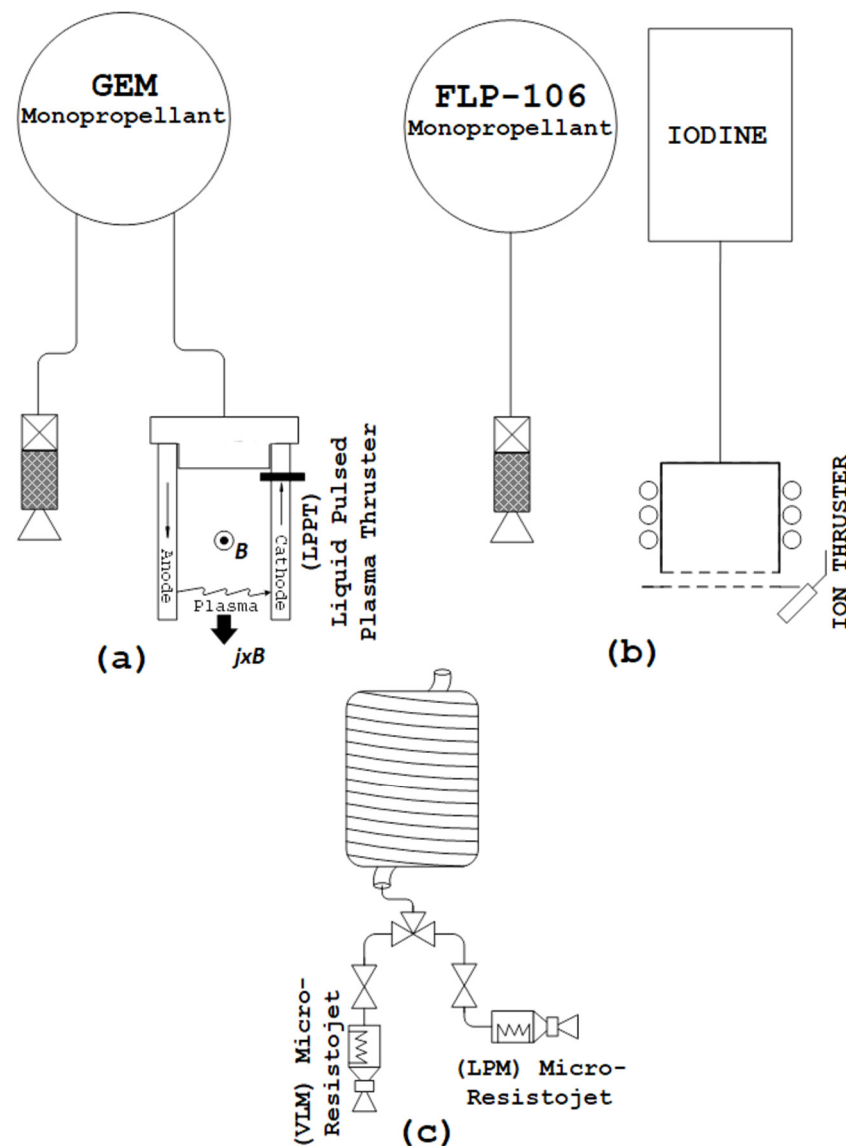 GEM
Monopropellant
Anode
B
Cathode
Plasma
jxB
(LPPT)
Liquid Pulsed
Plasma Thruster
(a)
FLP-106
Monopropellant
IODINE
ION THRUSTER
(b)
(VLM) Micro-
Resistojet
(LPM) Micro-
Resistojet
(c)